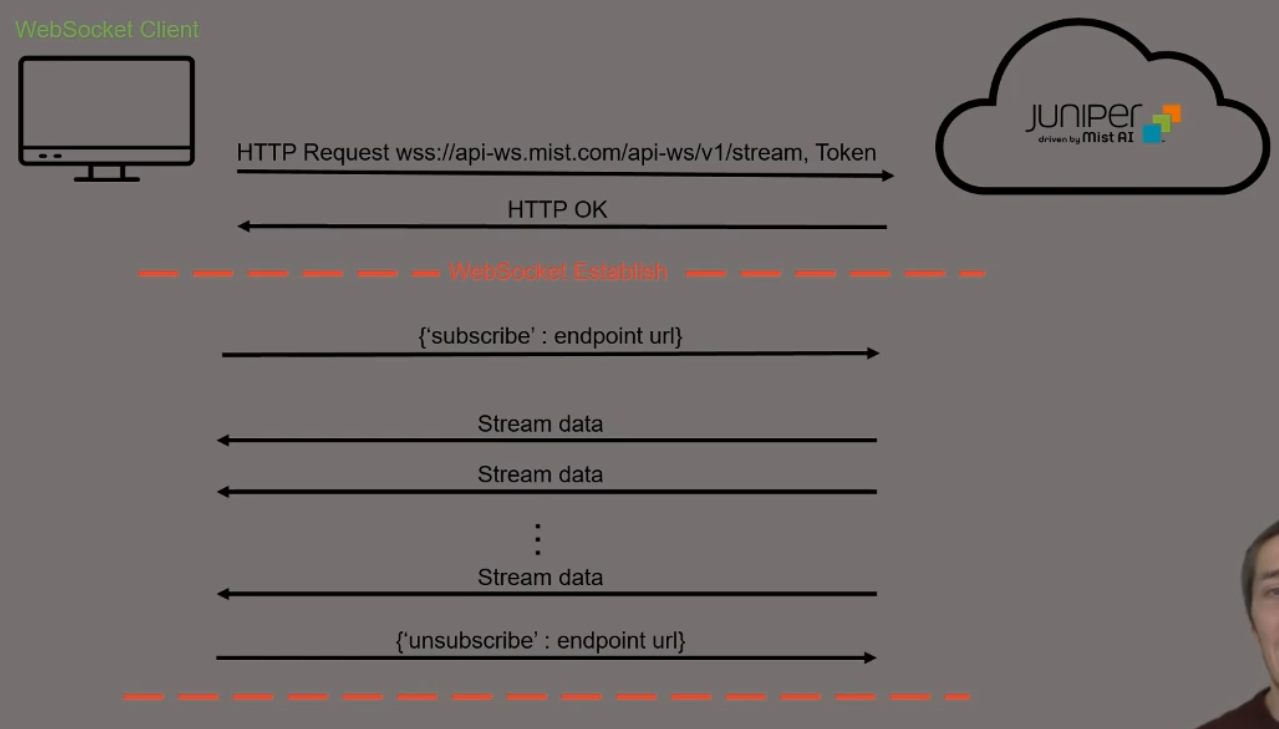 WebSocket Client
JUNIPEr
driven by Mist AI
HTTP Request wss://api-ws.mist.com/api-ws/v1/stream, Token
HTTP OK
WebSocket Establish
{‘subscribe’ : endpoint url}
Stream data
Stream data
Stream data
{‘unsubscribe’ : endpoint url}